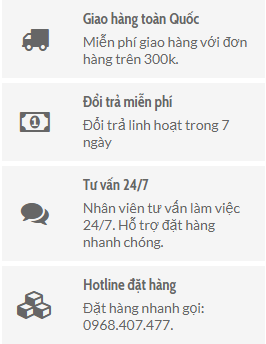 Giao hàng toàn Quốc
Miễn phí giao hàng với đơn
hàng trên 300k.
1
Đổi trả miễn phí
Đổi trả linh hoạt trong 7
ngày
Tư vấn 24/7
Nhân viên tư vấn làm việc
24/7. Hỗ trợ đặt hàng
nhanh chóng.
Hotline đặt hàng
Đặt hàng nhanh gọi:
0968.407.477.